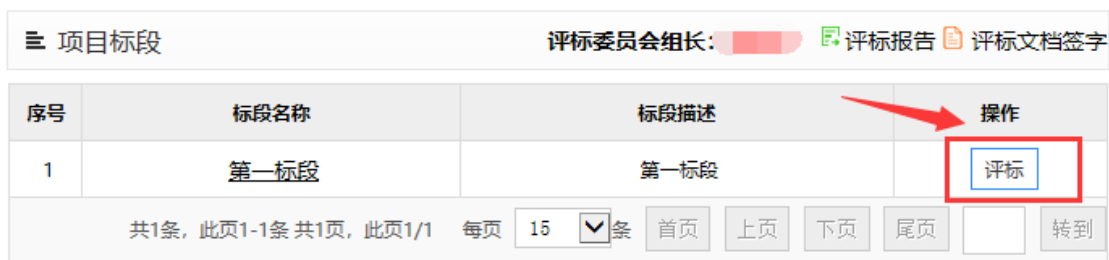 项目标段 评标委员会组长： 评标报告 评标文档签字
序号 标段名称 标段描述 操作
1 第一标段 第一标段 评标
共1条，此页1-1条 共1页，此页1/1 每页 15 条 首页 上页 下页 尾页 转到